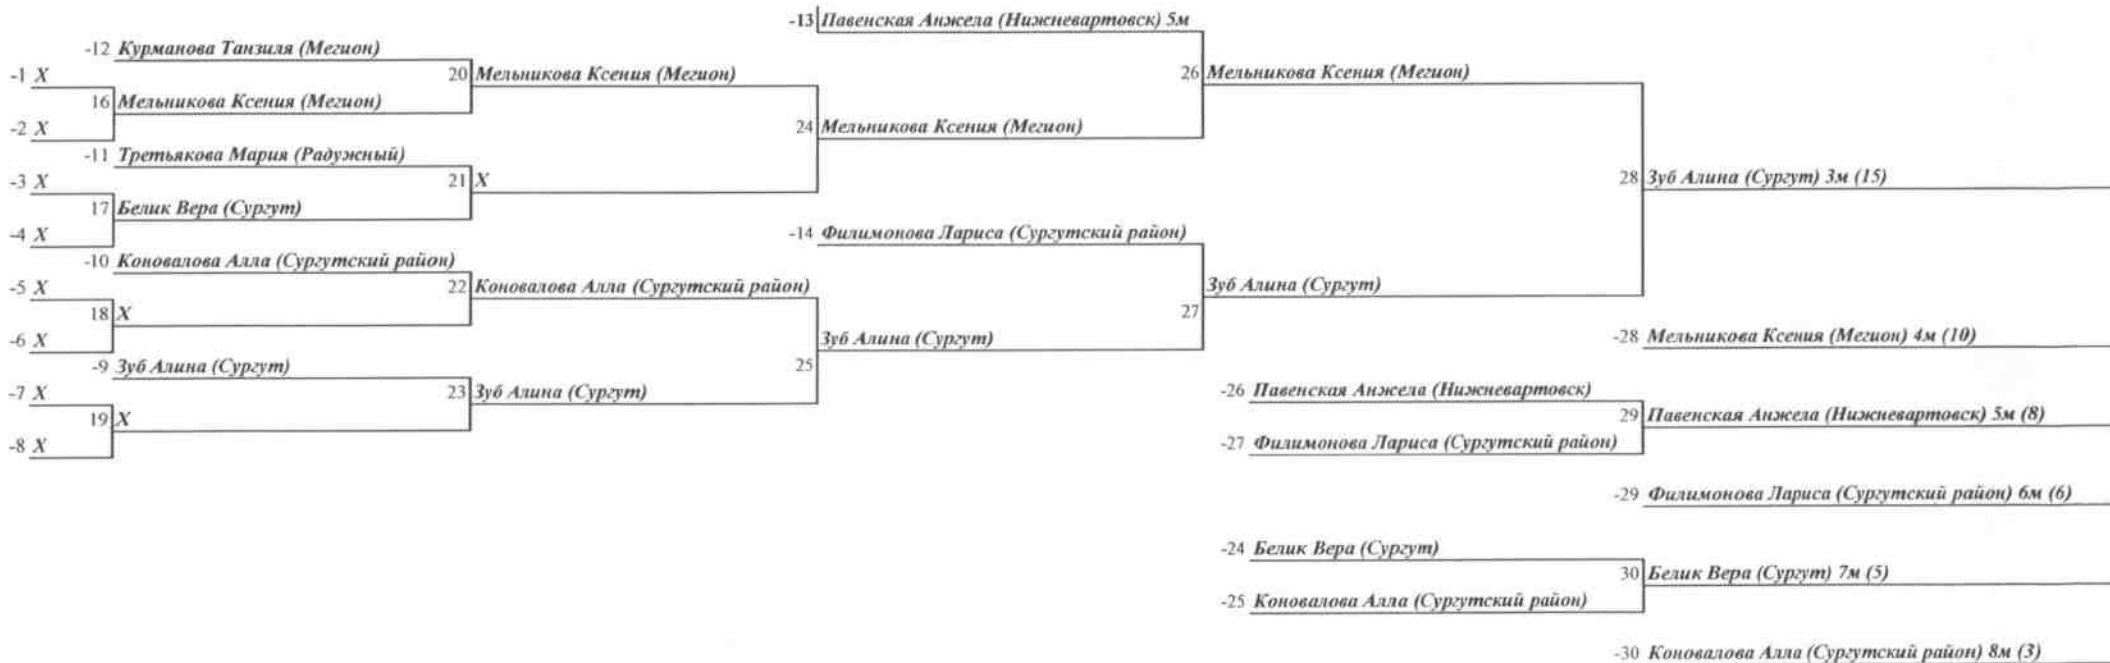 -13 Павенская Анжела (Нижневартовск) 5м
-12 Курманова Танзиля (Мегион)
-1 X
20 Мельникова Ксения (Мегион)
26 Мельникова Ксения (Мегион)
16 Мельникова Ксения (Мегион)
-2 X
24 Мельникова Ксения (Мегион)
-11 Третьякова Мария (Радужный)
-3 X
21 X
28 Зуб Алина (Сургут) 3м (15)
17 Белик Вера (Сургут)
-4 X
-14 Филимонова Лариса (Сургутский район)
-10 Коновалова Алла (Сургутский район)
-5 X
22 Коновалова Алла (Сургутский район)
27 Зуб Алина (Сургут)
18 X
-6 X
25 Зуб Алина (Сургут)
-28 Мельникова Ксения (Мегион) 4м (10)
-9 Зуб Алина (Сургут)
-7 X
23 Зуб Алина (Сургут)
-26 Павенская Анжела (Нижневартовск)
19 X
29 Павенская Анжела (Нижневартовск) 5м (8)
-8 X
-27 Филимонова Лариса (Сургутский район)
-29 Филимонова Лариса (Сургутский район) 6м (6)
-24 Белик Вера (Сургут)
30 Белик Вера (Сургут) 7м (5)
-25 Коновалова Алла (Сургутский район)
-30 Коновалова Алла (Сургутский район) 8м (3)